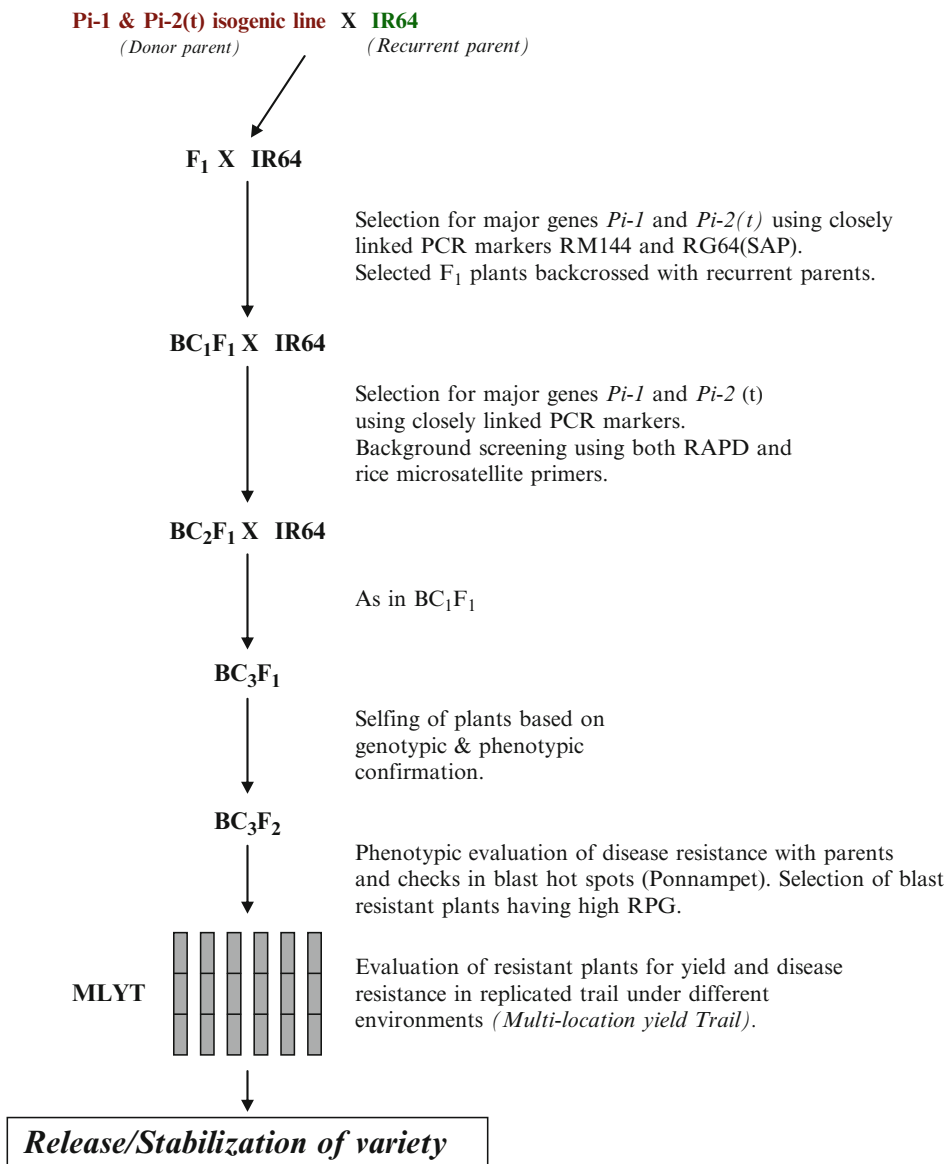 Pi-1 & Pi-2(t) isogenic line X IR64
(Donor parent) (Recurrent parent)
F1 X IR64
Selection for major genes Pi-1 and Pi-2(t) using closely
linked PCR markers RM144 and RG64(SAP).
Selected F1 plants backcrossed with recurrent parents.
BC1F1 X IR64
Selection for major genes Pi-1 and Pi-2 (t)
using closely linked PCR markers.
Background screening using both RAPD and
rice microsatellite primers.
BC2F1 X IR64
As in BC1F1
BC3F1
Selfing of plants based on
genotypic & phenotypic
confirmation.
BC3F2
Phenotypic evaluation of disease resistance with parents
and checks in blast hot spots (Ponnampet). Selection of blast
resistant plants having high RPG.
MLYT
Evaluation of resistant plants for yield and disease
resistance in replicated trail under different
environments (Multi-location yield Trail).
Release/Stabilization of variety